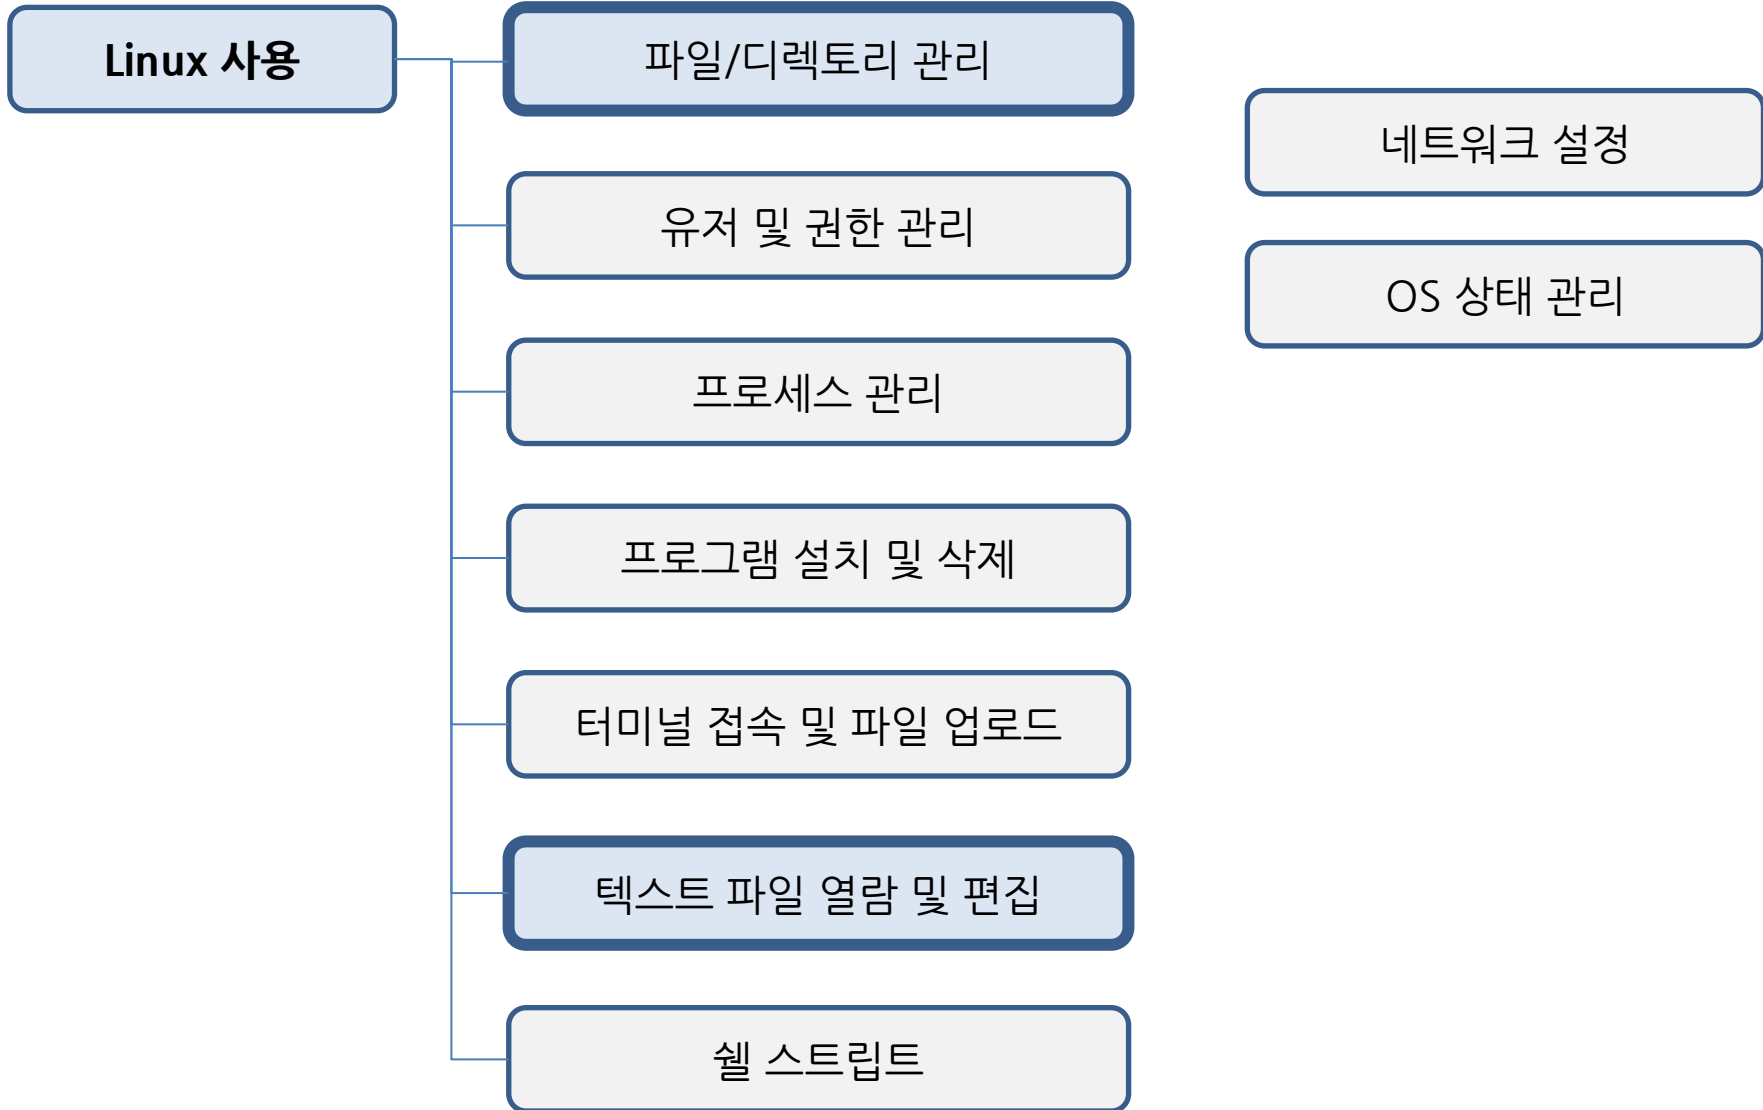 Linux 사용
파일/디렉토리 관리
유저 및 권한 관리
프로세스 관리
프로그램 설치 및 삭제
터미널 접속 및 파일 업로드
텍스트 파일 열람 및 편집
쉘 스트립트
네트워크 설정
OS 상태 관리